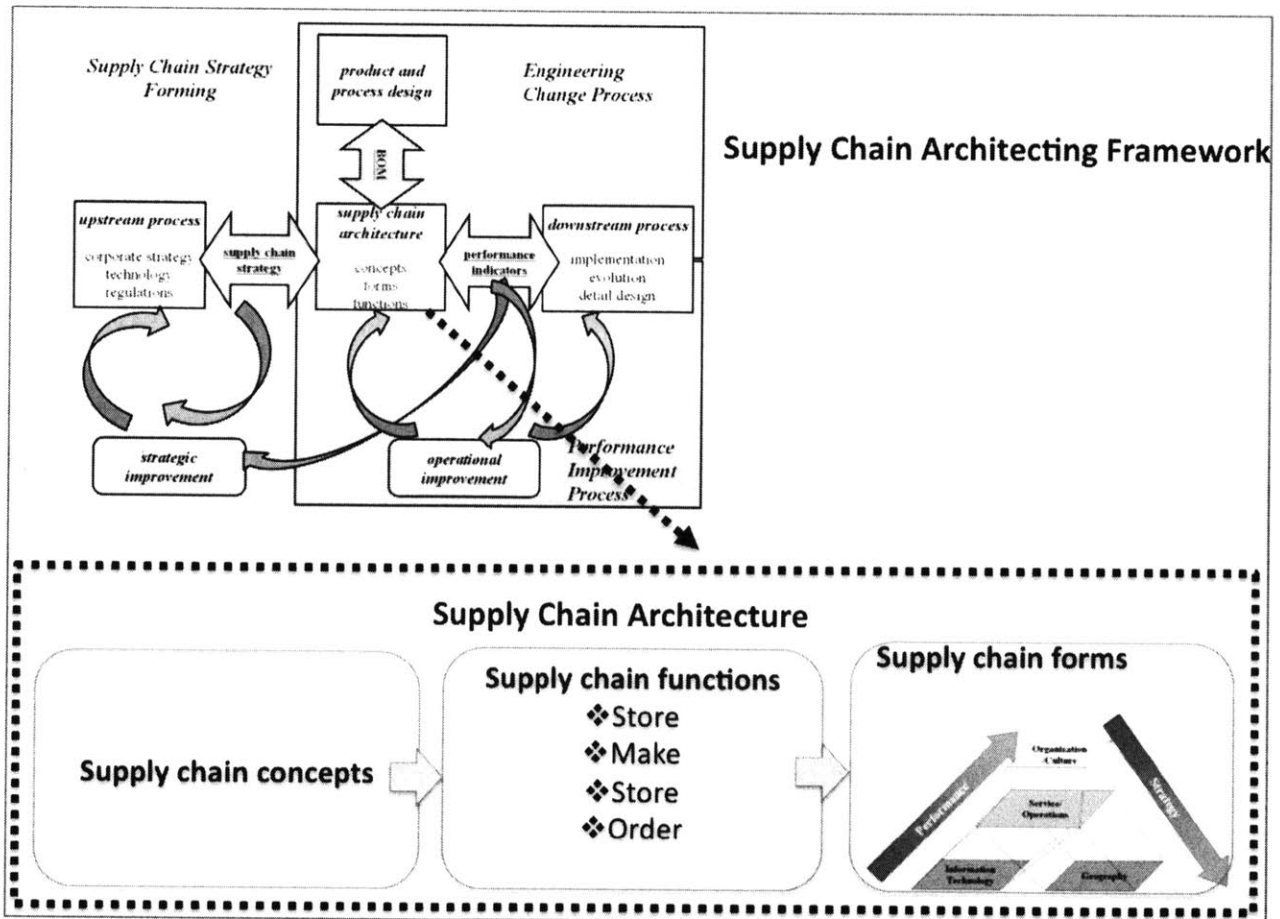 Supply Chain Strategy
Forming
product and
process design
Engineering
Change Process
Supply Chain Architecting Framework
BOM
upstream process
corporate strategy
technology
regulations
supply chain
strategy
supply chain
architecture
concepts
forms
functions
performance
indicators
downstream process
implementation
evolution
detail design
strategic
improvement
operational
improvement
Performance
Improvement
Process
Supply Chain Architecture
Supply chain concepts
Supply chain functions
❖Store
❖Make
❖Store
❖Order
Supply chain forms
Performance
Organization
/Culture
Strategy
Service/
Operations
Information
Technology
Geography